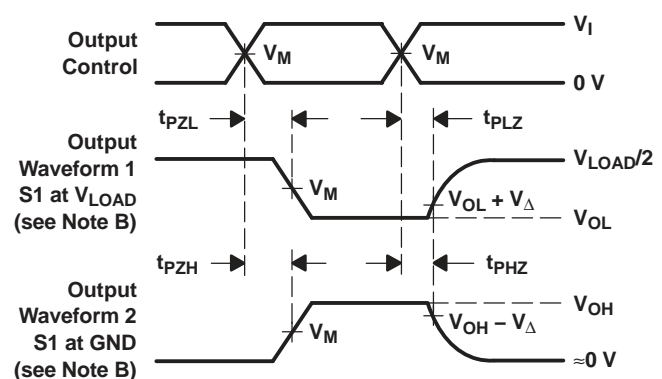 Output
Control
V_M
V_M
V_I
0 V
t_PZL
t_PLZ
Output
Waveform 1
S1 at V_LOAD
(see Note B)
V_M
V_LOAD/2
V_OL + V_Δ
V_OL
t_PZH
t_PHZ
Output
Waveform 2
S1 at GND
(see Note B)
V_M
V_OH
V_OH − V_Δ
≈0 V